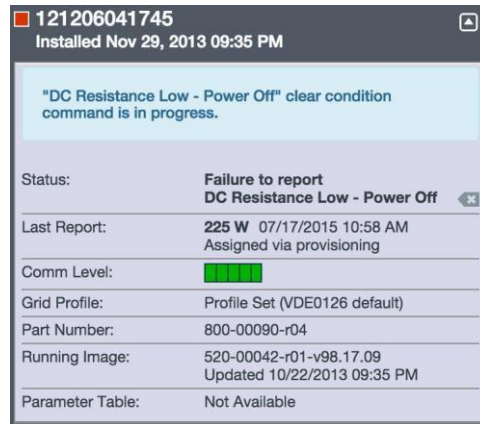 121206041745
Installed Nov 29, 2013 09:35 PM
"DC Resistance Low - Power Off" clear condition
command is in progress.
Status: Failure to report
DC Resistance Low - Power Off
Last Report: 225 W 07/17/2015 10:58 AM
Assigned via provisioning
Comm Level:
Grid Profile: Profile Set (VDE0126 default)
Part Number: 800-00090-r04
Running Image: 520-00042-r01-v98.17.09
Updated 10/22/2013 09:35 PM
Parameter Table: Not Available